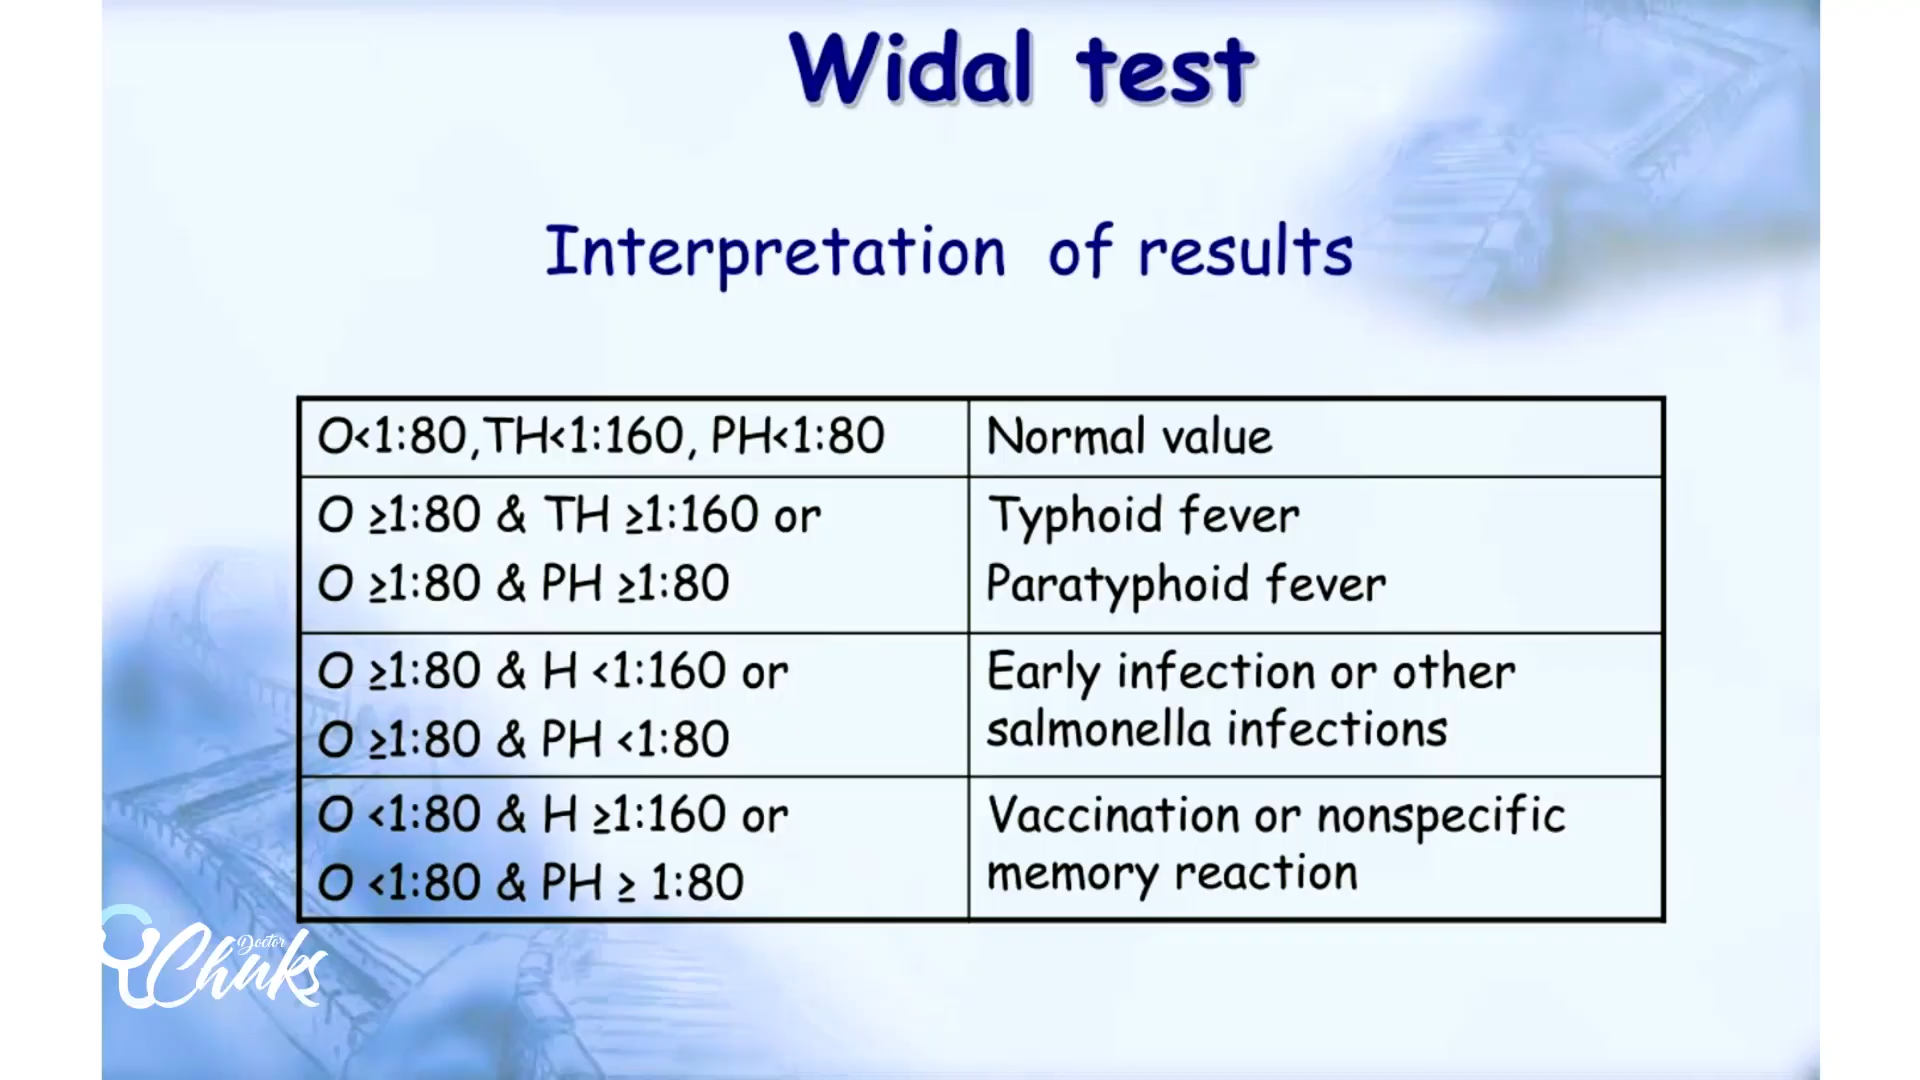 Widal test
Interpretation of results
O<1:80,TH<1:160, PH<1:80
Normal value
O ≥1:80 & TH ≥1:160 or
O ≥1:80 & PH ≥1:80
Typhoid fever
Paratyphoid fever
O ≥1:80 & H <1:160 or
O ≥1:80 & PH <1:80
Early infection or other
salmonella infections
O <1:80 & H ≥1:160 or
O <1:80 & PH ≥ 1:80
Vaccination or nonspecific
memory reaction
Doctor
Chuks